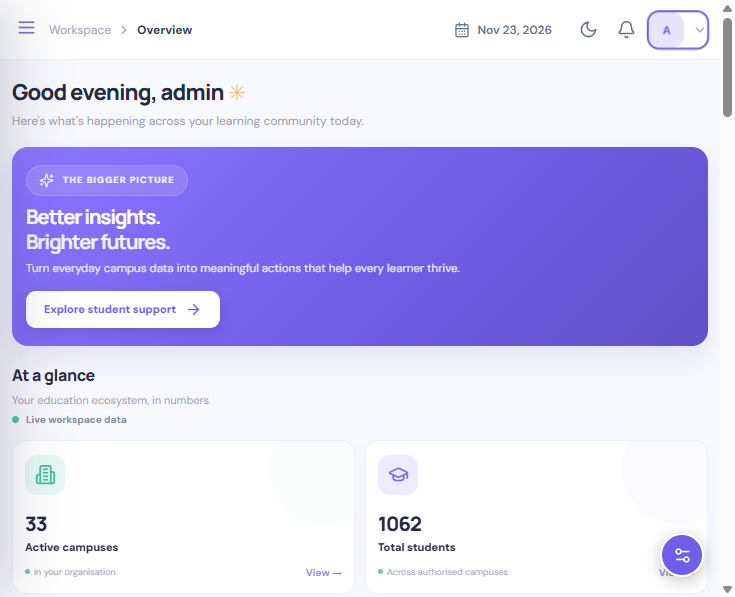 Workspace > Overview
Nov 23, 2026
A
Good evening, admin
Here's what's happening across your learning community today.
THE BIGGER PICTURE
Better insights.
Brighter futures.
Turn everyday campus data into meaningful actions that help every learner thrive.
Explore student support →
At a glance
Your education ecosystem, in numbers
Live workspace data
33
Active campuses
In your organisation
View →
1062
Total students
Across authorised campuses